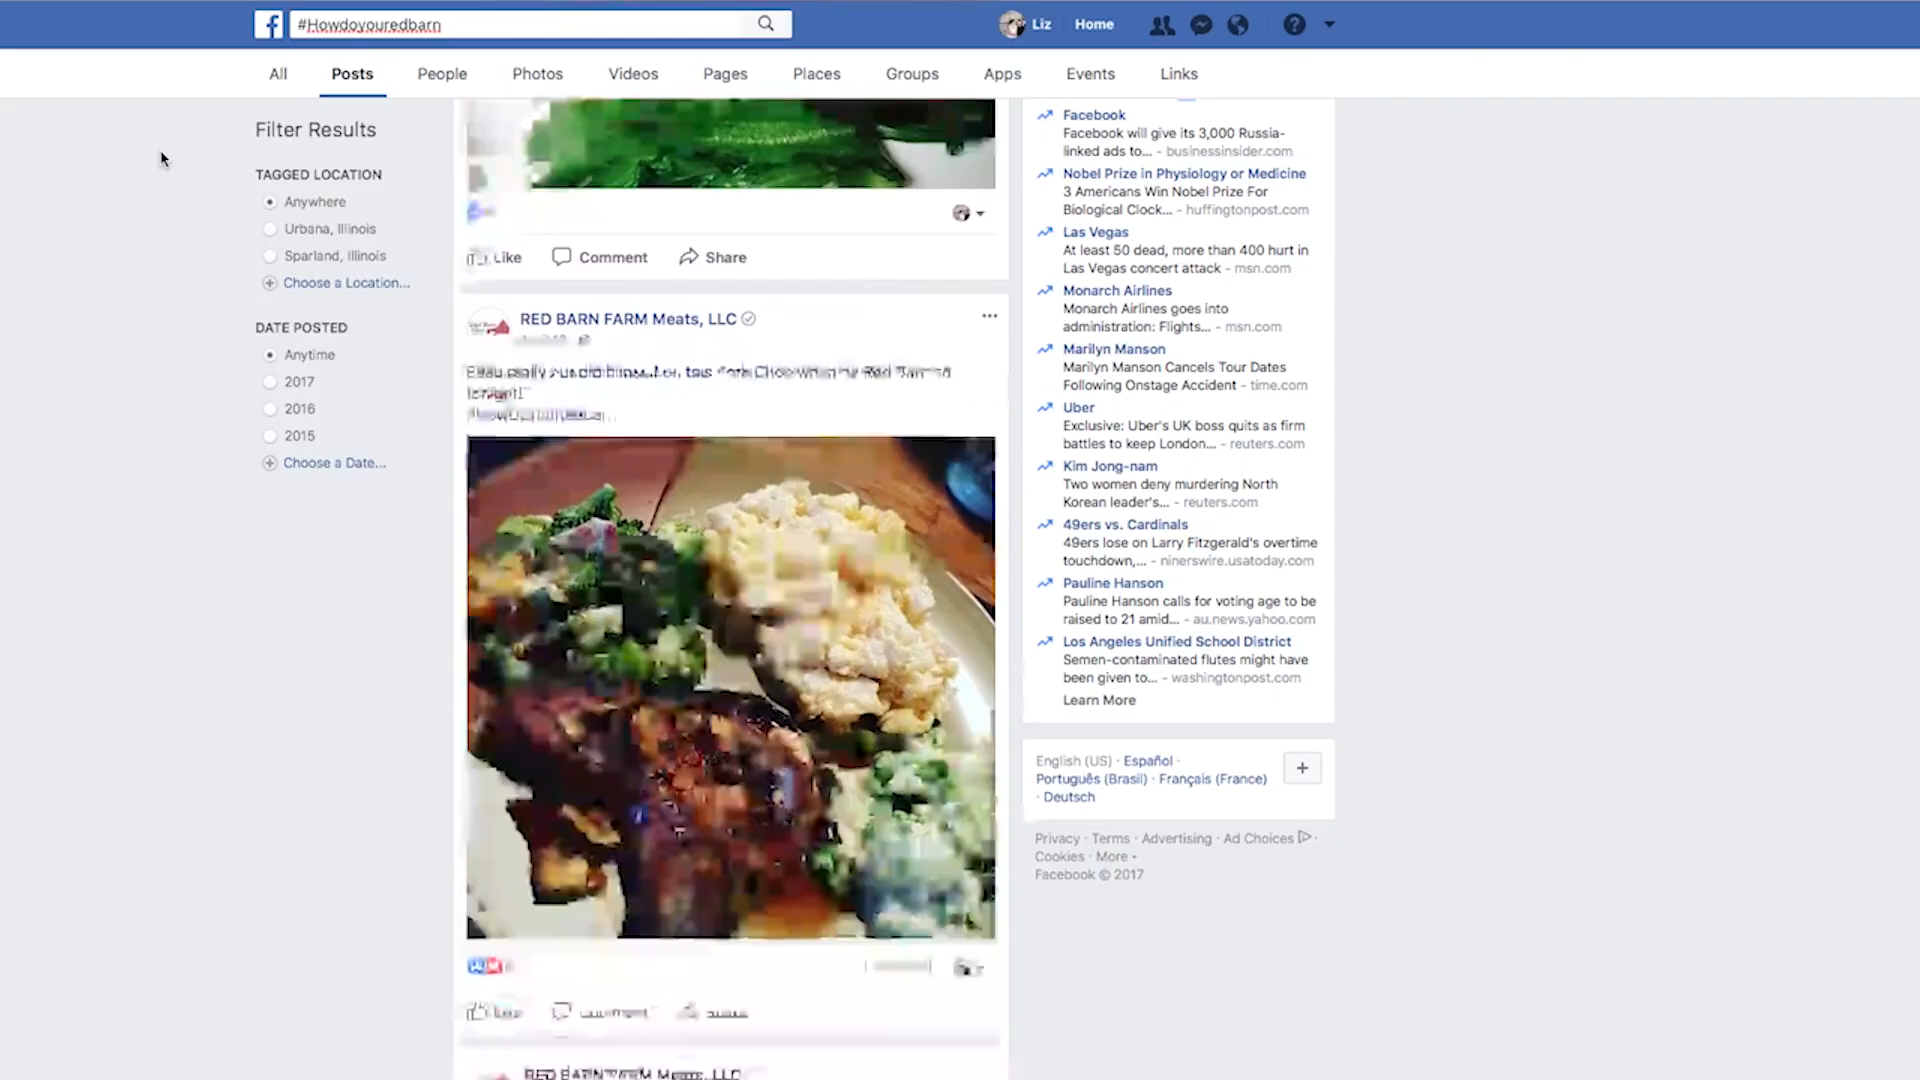 #Howdoyouredbarn
Liz Home
All Posts People Photos Videos Pages Places Groups Apps Events Links
Filter Results
TAGGED LOCATION
Anywhere
Urbana, Illinois
Sparland, Illinois
Choose a Location...
DATE POSTED
Anytime
2017
2016
2015
Choose a Date...
Like Comment Share
RED BARN FARM Meats, LLC
RED BARN FARM Meats, LLC
Facebook
Facebook will give its 3,000 Russia-
linked ads to... - businessinsider.com
Nobel Prize in Physiology or Medicine
3 Americans Win Nobel Prize For
Biological Clock... - huffingtonpost.com
Las Vegas
At least 50 dead, more than 400 hurt in
Las Vegas concert attack - msn.com
Monarch Airlines
Monarch Airlines goes into
administration: Flights... - msn.com
Marilyn Manson
Marilyn Manson Cancels Tour Dates
Following Onstage Accident - time.com
Uber
Exclusive: Uber's UK boss quits as firm
battles to keep London... - reuters.com
Kim Jong-nam
Two women deny murdering North
Korean leader's... - reuters.com
49ers vs. Cardinals
49ers lose on Larry Fitzgerald's overtime
touchdown,... - ninerswire.usatoday.com
Pauline Hanson
Pauline Hanson calls for voting age to be
raised to 21 amid... - au.news.yahoo.com
Los Angeles Unified School District
Semen-contaminated flutes might have
been given to... - washingtonpost.com
Learn More
English (US) · Español ·
Português (Brasil) · Français (France)
· Deutsch
Privacy · Terms · Advertising · Ad Choices ·
Cookies · More
Facebook © 2017